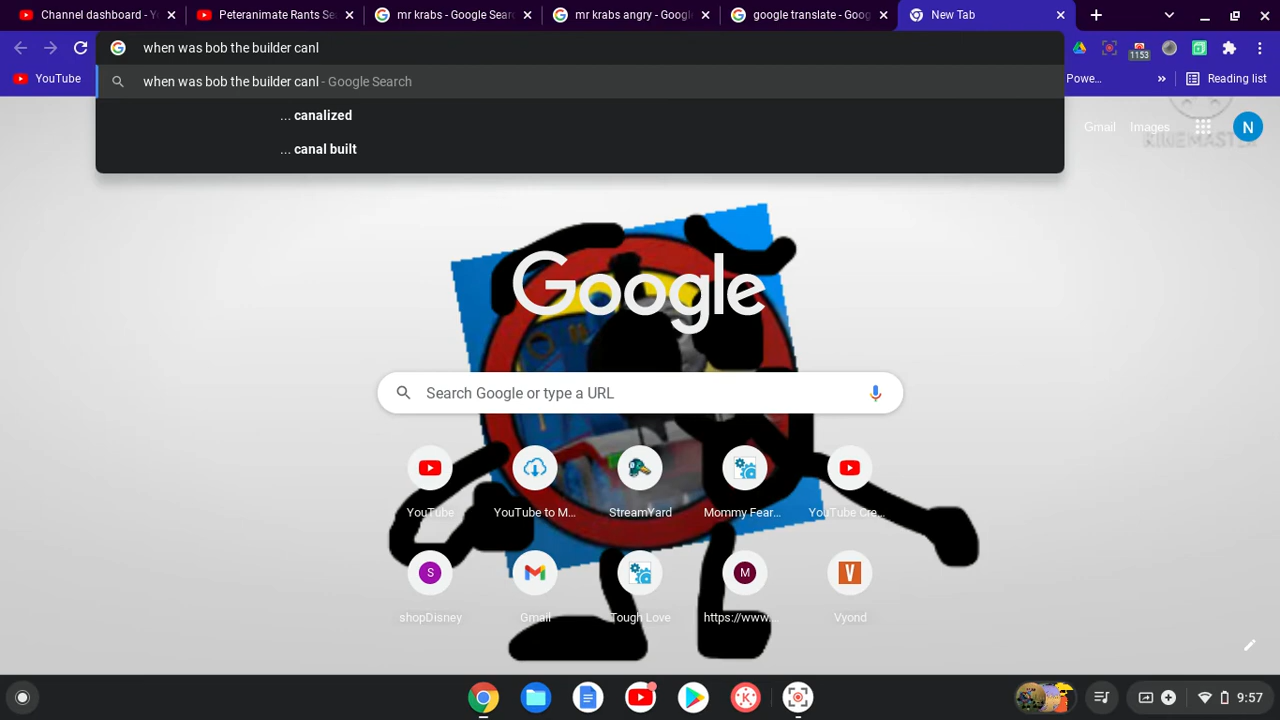 Channel dashboard - Y
Peteranimate Rants Se
mr krabs - Google Sear
mr krabs angry - Googl
google translate - Goog
New Tab
when was bob the builder canl
YouTube
when was bob the builder canl - Google Search
1153
Powe...
»
Reading list
... canalized
... canal built
Gmail
Images
N
KINEMASTER
Google
Search Google or type a URL
YouTube
YouTube to M...
StreamYard
Mommy Fear...
YouTube Cre...
S
M
V
shopDisney
Gmail
Tough Love
https://www...
Vyond
K
9:57